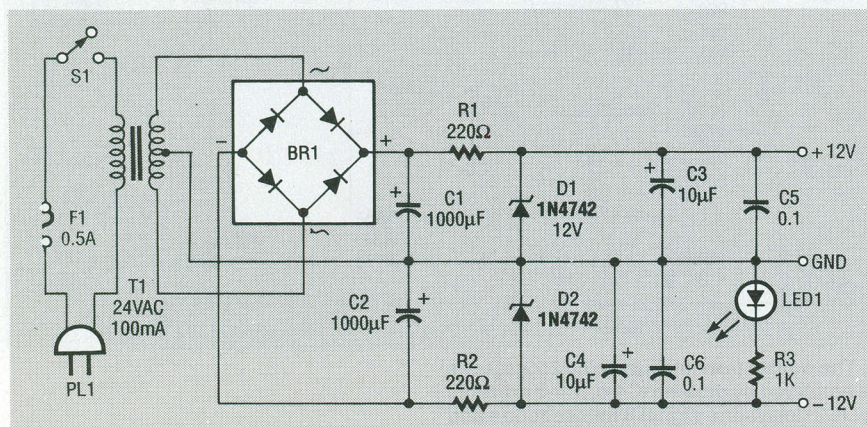 S1
F1
0.5A
PL1
T1
24VAC
100mA
~
~
−
+
BR1
R1
220Ω
+
C1
1000µF
C2
+
1000µF
R2
220Ω
D1
1N4742
12V
D2
1N4742
+
C3
10µF
C4
+
10µF
C5
0.1
C6
0.1
LED1
R3
1K
+12V
GND
−12V